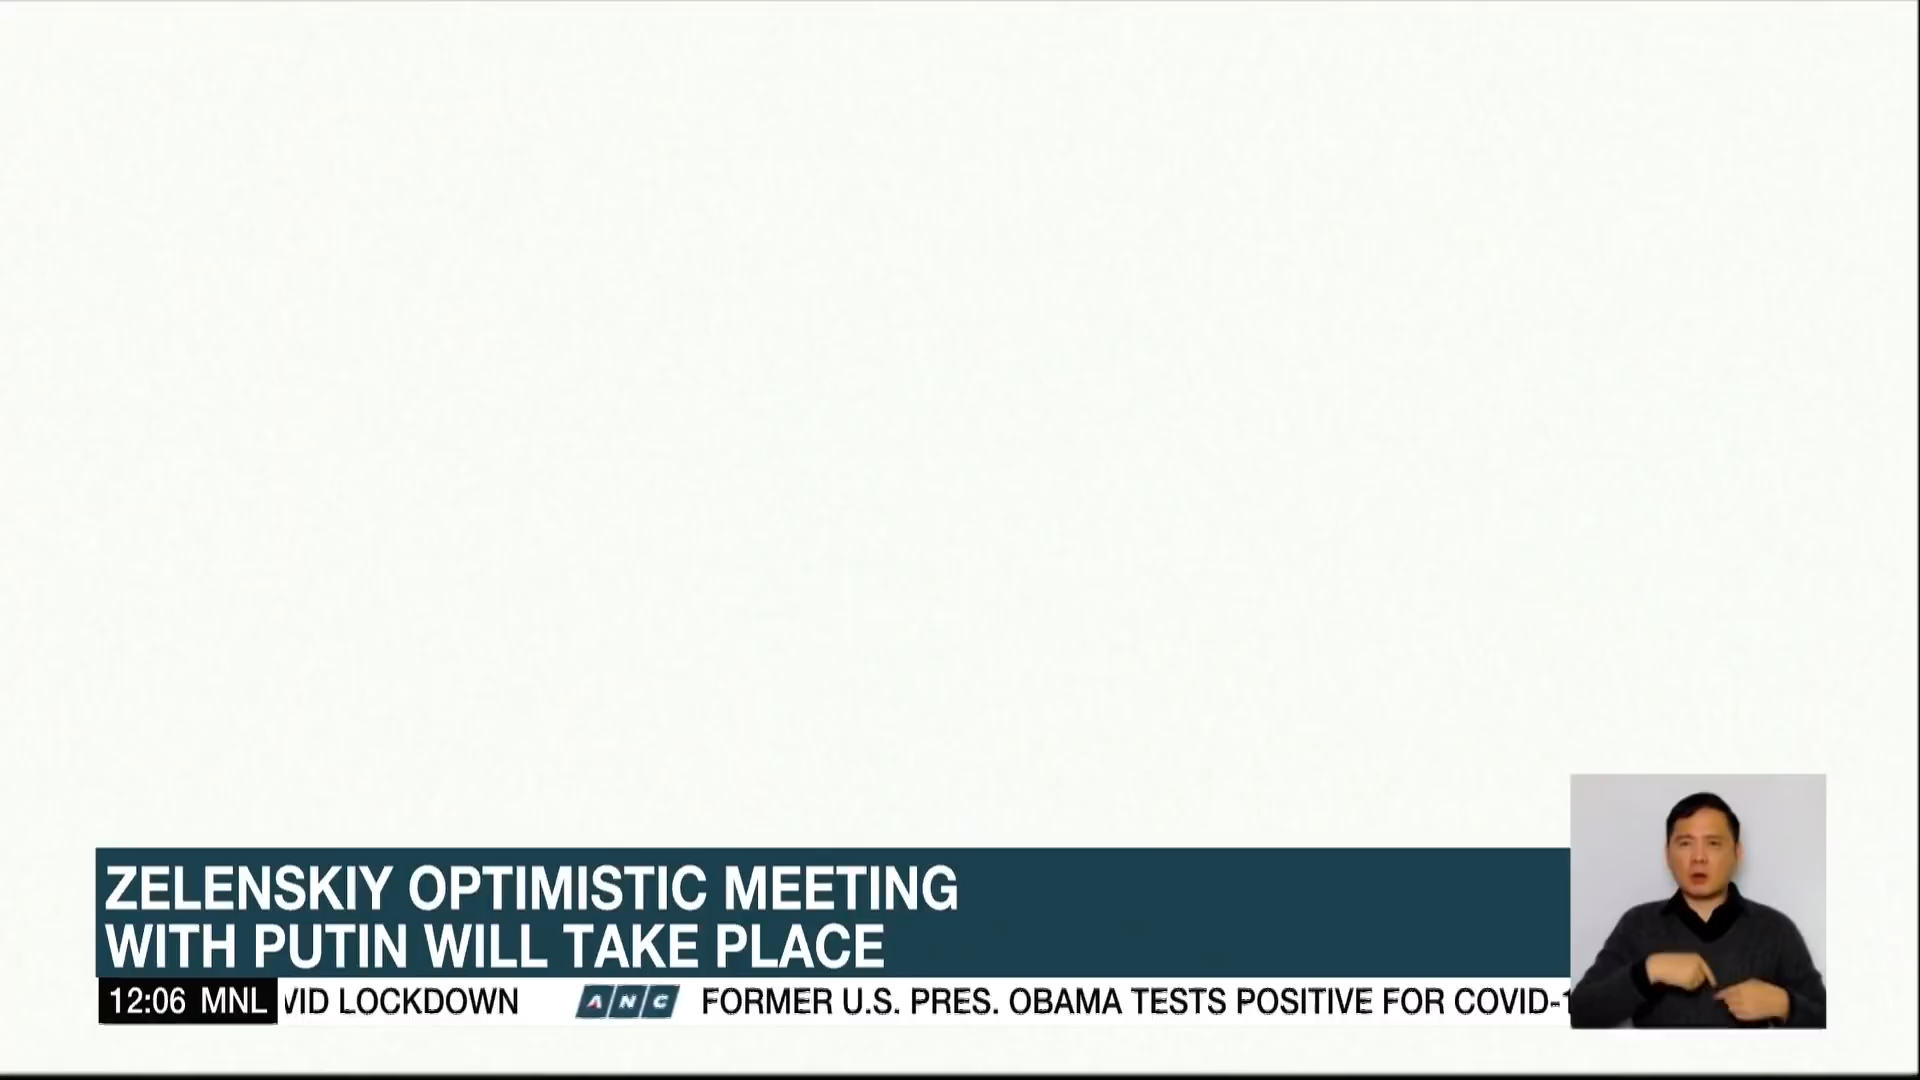 ZELENSKIY OPTIMISTIC MEETING
WITH PUTIN WILL TAKE PLACE
12:06 MNL VID LOCKDOWN ANC FORMER U.S. PRES. OBAMA TESTS POSITIVE FOR COVID-1